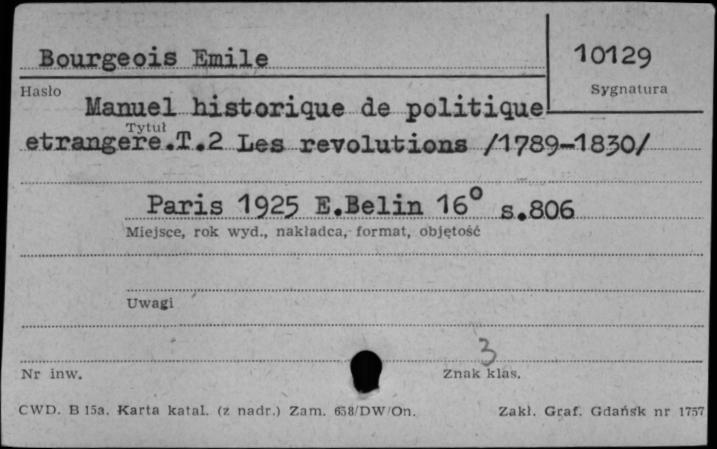 Bourgeois Emile
10129
Hasło
Sygnatura
Manuel historique de politique
Tytuł
etrangere.T.2 Les revolutions /1789-1830/
Paris 1925 E.Belin 16° s.806
Miejsce, rok wyd., nakładca, format, objętość
Uwagi
3
Nr inw.
Znak klas.
CWD. B 15a. Karta katal. (z nadr.) Zam. 658/DW/On.
Zakł. Graf. Gdańsk nr 1757